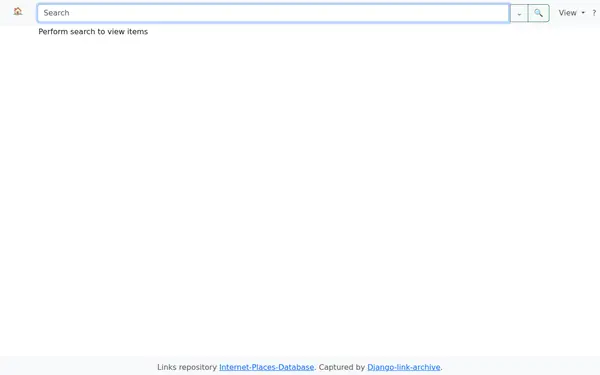 Search
View
?
Perform search to view items
Links repository Internet-Places-Database. Captured by Django-link-archive.